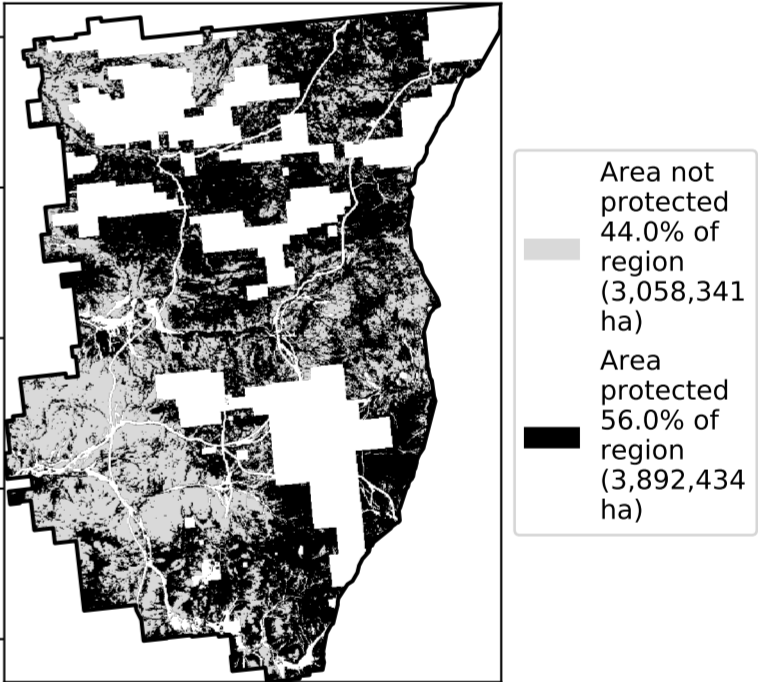 Area not
protected
44.0% of
region
(3,058,341
ha)
Area
protected
56.0% of
region
(3,892,434
ha)